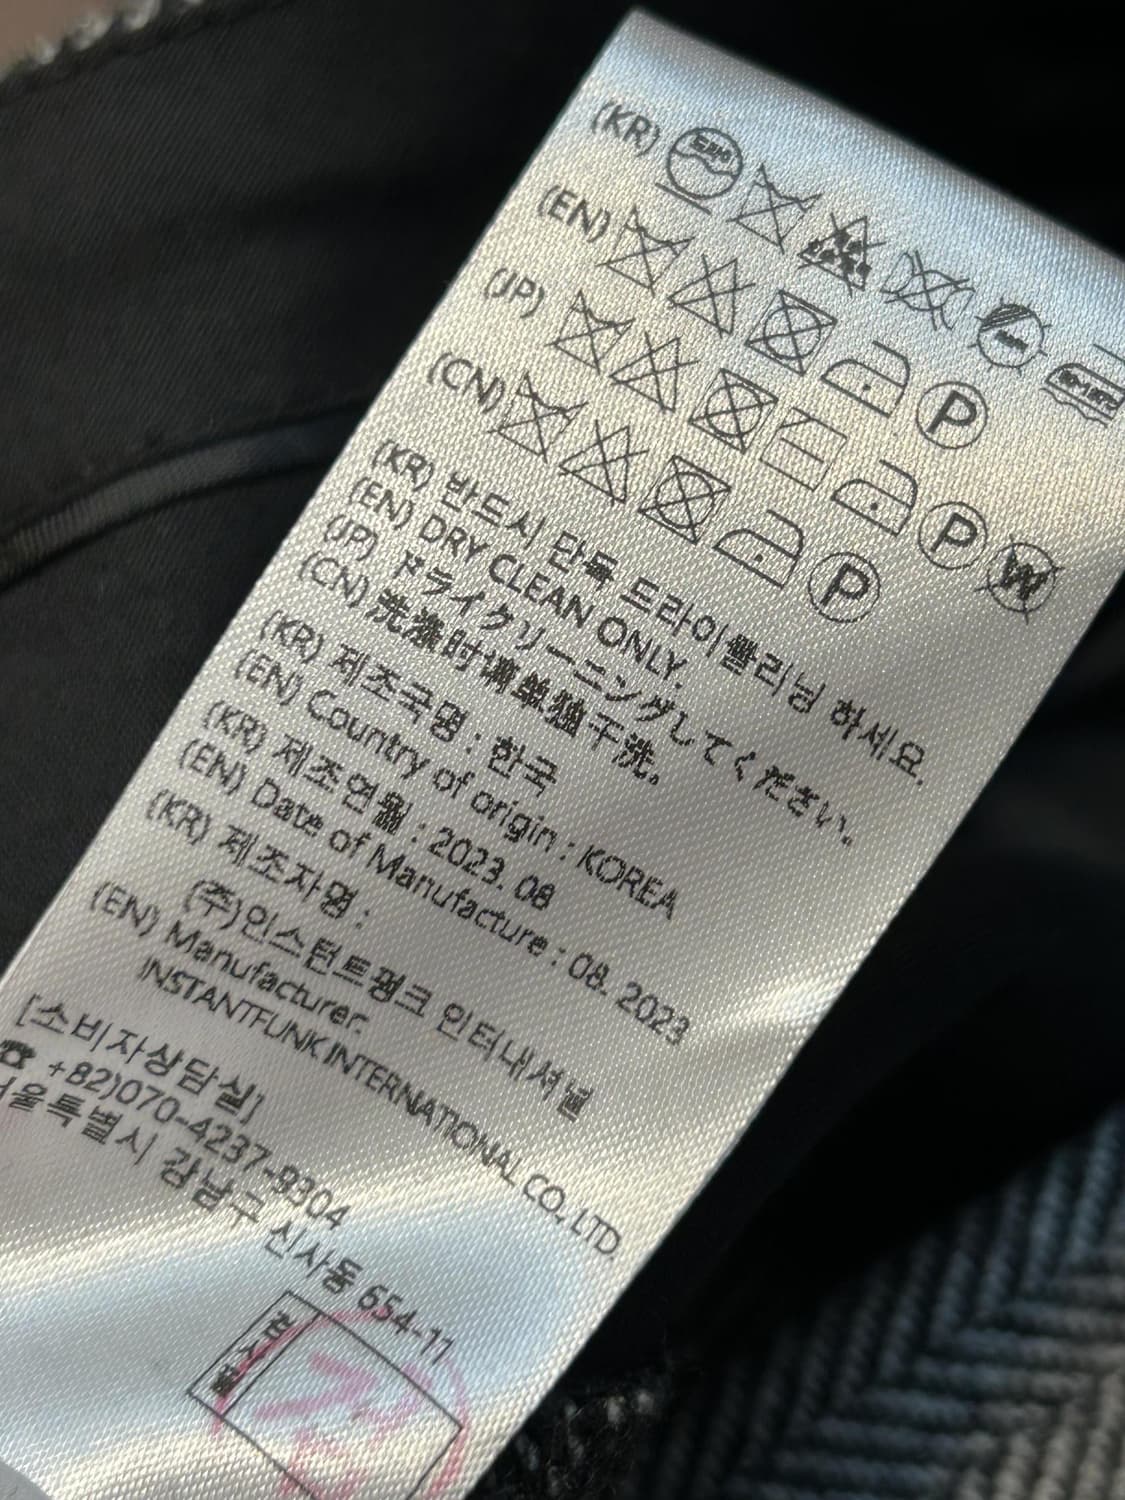 (KR) 드라이
(EN) P
(JP) P W
(CN) P
(KR) 반드시 단독 드라이클리닝 하세요.
(EN) DRY CLEAN ONLY.
(JP) ドライクリーニングしてください。
(CN) 洗涤时请单独干洗。
(KR) 제조국명 : 한국
(EN) Country of origin : KOREA
(KR) 제조연월 : 2023. 08
(EN) Date of Manufacture : 08. 2023
(KR) 제조자명 :
(주)인스턴트펑크 인터내셔널
(EN) Manufacturer.
INSTANTFUNK INTERNATIONAL CO., LTD.
[소비자상담실]
☎ +82)070-4237-9304
서울특별시 강남구 신사동 654-11
검사필